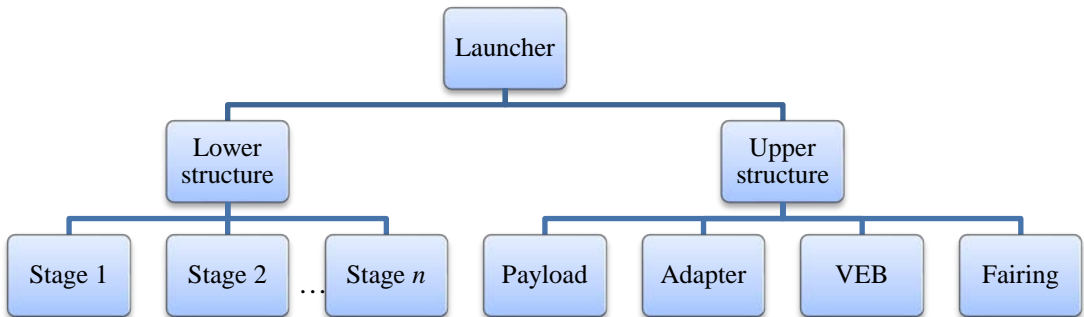 Launcher
Lower
structure
Upper
structure
Stage 1
Stage 2
…
Stage n
Payload
Adapter
VEB
Fairing